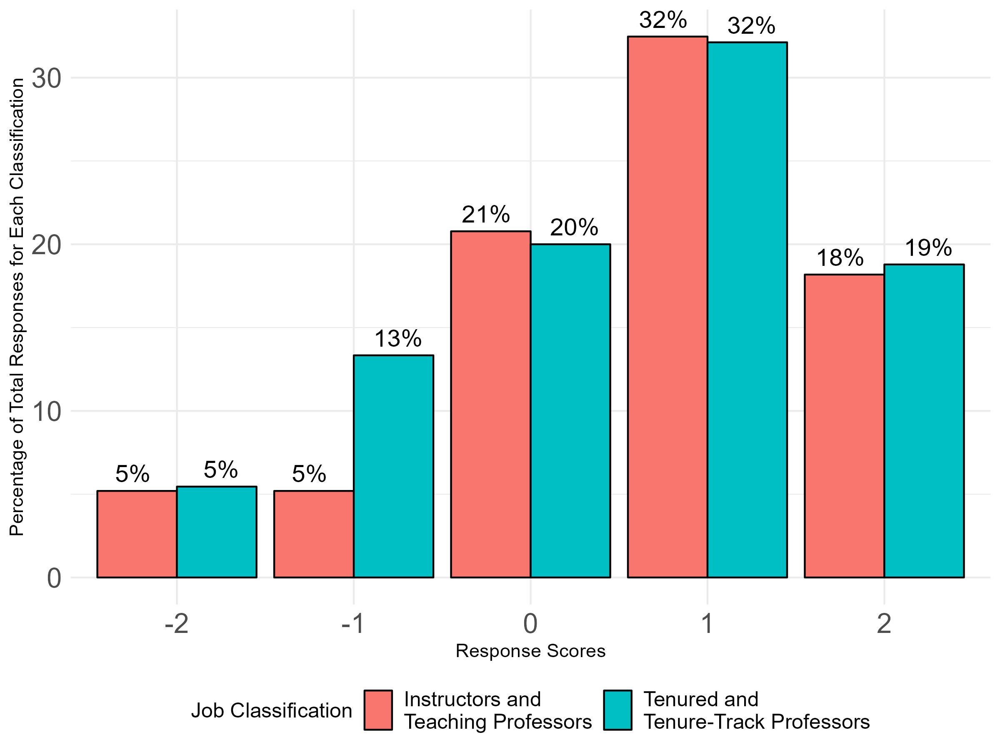 Percentage of Total Responses for Each Classification
30
20
10
0
32%
32%
21%
20%
18%
19%
13%
5%
5%
5%
-2
-1
0
1
2
Response Scores
Job Classification
Instructors and
Teaching Professors
Tenured and
Tenure-Track Professors